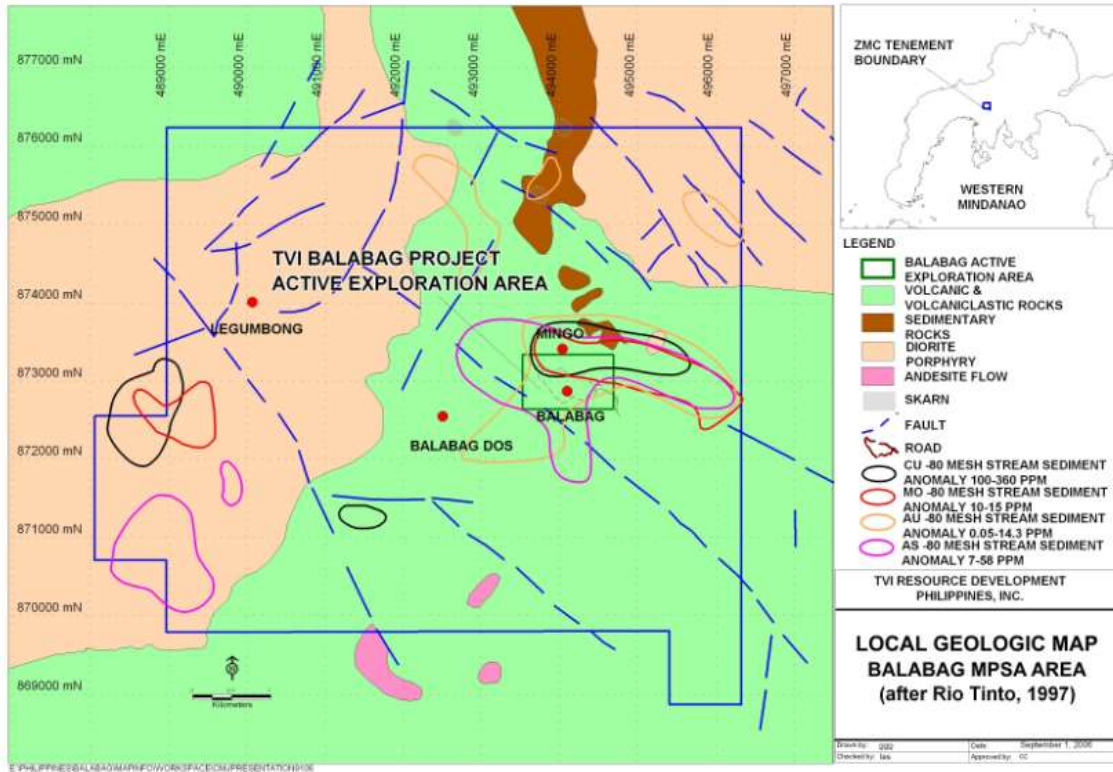 489000 mE
490000 mE
491000 mE
492000 mE
493000 mE
494000 mE
495000 mE
496000 mE
497000 mE
877000 mN
876000 mN
875000 mN
874000 mN
873000 mN
872000 mN
871000 mN
870000 mN
869000 mN
TVI BALABAG PROJECT
ACTIVE EXPLORATION AREA
LEGUMBONG
MINGO
BALABAG
BALABAG DOS
Kilometers
ZMC TENEMENT
BOUNDARY
WESTERN
MINDANAO
LEGEND
BALABAG ACTIVE
EXPLORATION AREA
VOLCANIC &
VOLCANICLASTIC ROCKS
SEDIMENTARY
ROCKS
DIORITE
PORPHYRY
ANDESITE FLOW
SKARN
FAULT
ROAD
CU -80 MESH STREAM SEDIMENT
ANOMALY 100-360 PPM
MO -80 MESH STREAM SEDIMENT
ANOMALY 10-15 PPM
AU -80 MESH STREAM SEDIMENT
ANOMALY 0.05-14.3 PPM
AS -80 MESH STREAM SEDIMENT
ANOMALY 7-58 PPM
TVI RESOURCE DEVELOPMENT
PHILIPPINES, INC.
LOCAL GEOLOGIC MAP
BALABAG MPSA AREA
(after Rio Tinto, 1997)
Drawn by:
Date: September 1, 2006
Checked by: las
Approved by: cc